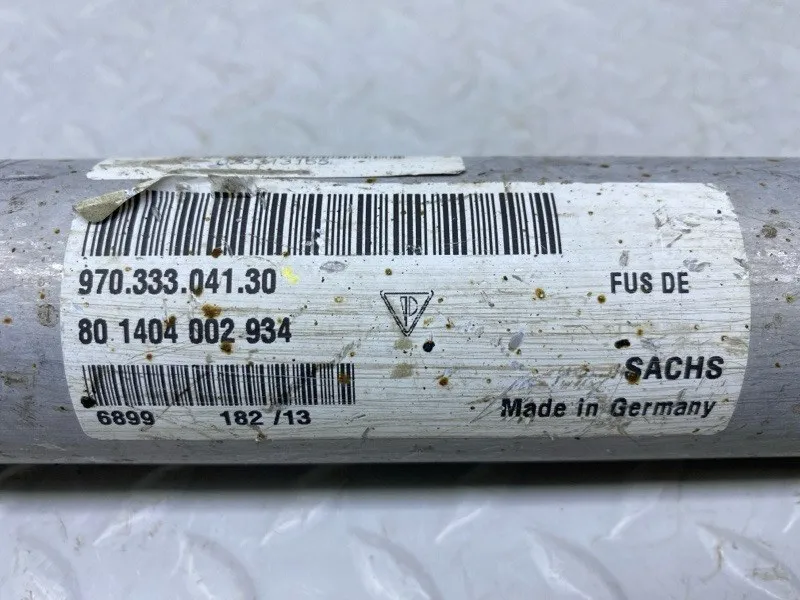 970.333.041.30
FUS DE
80 1404 002 934
SACHS
6899 182 /13
Made in Germany